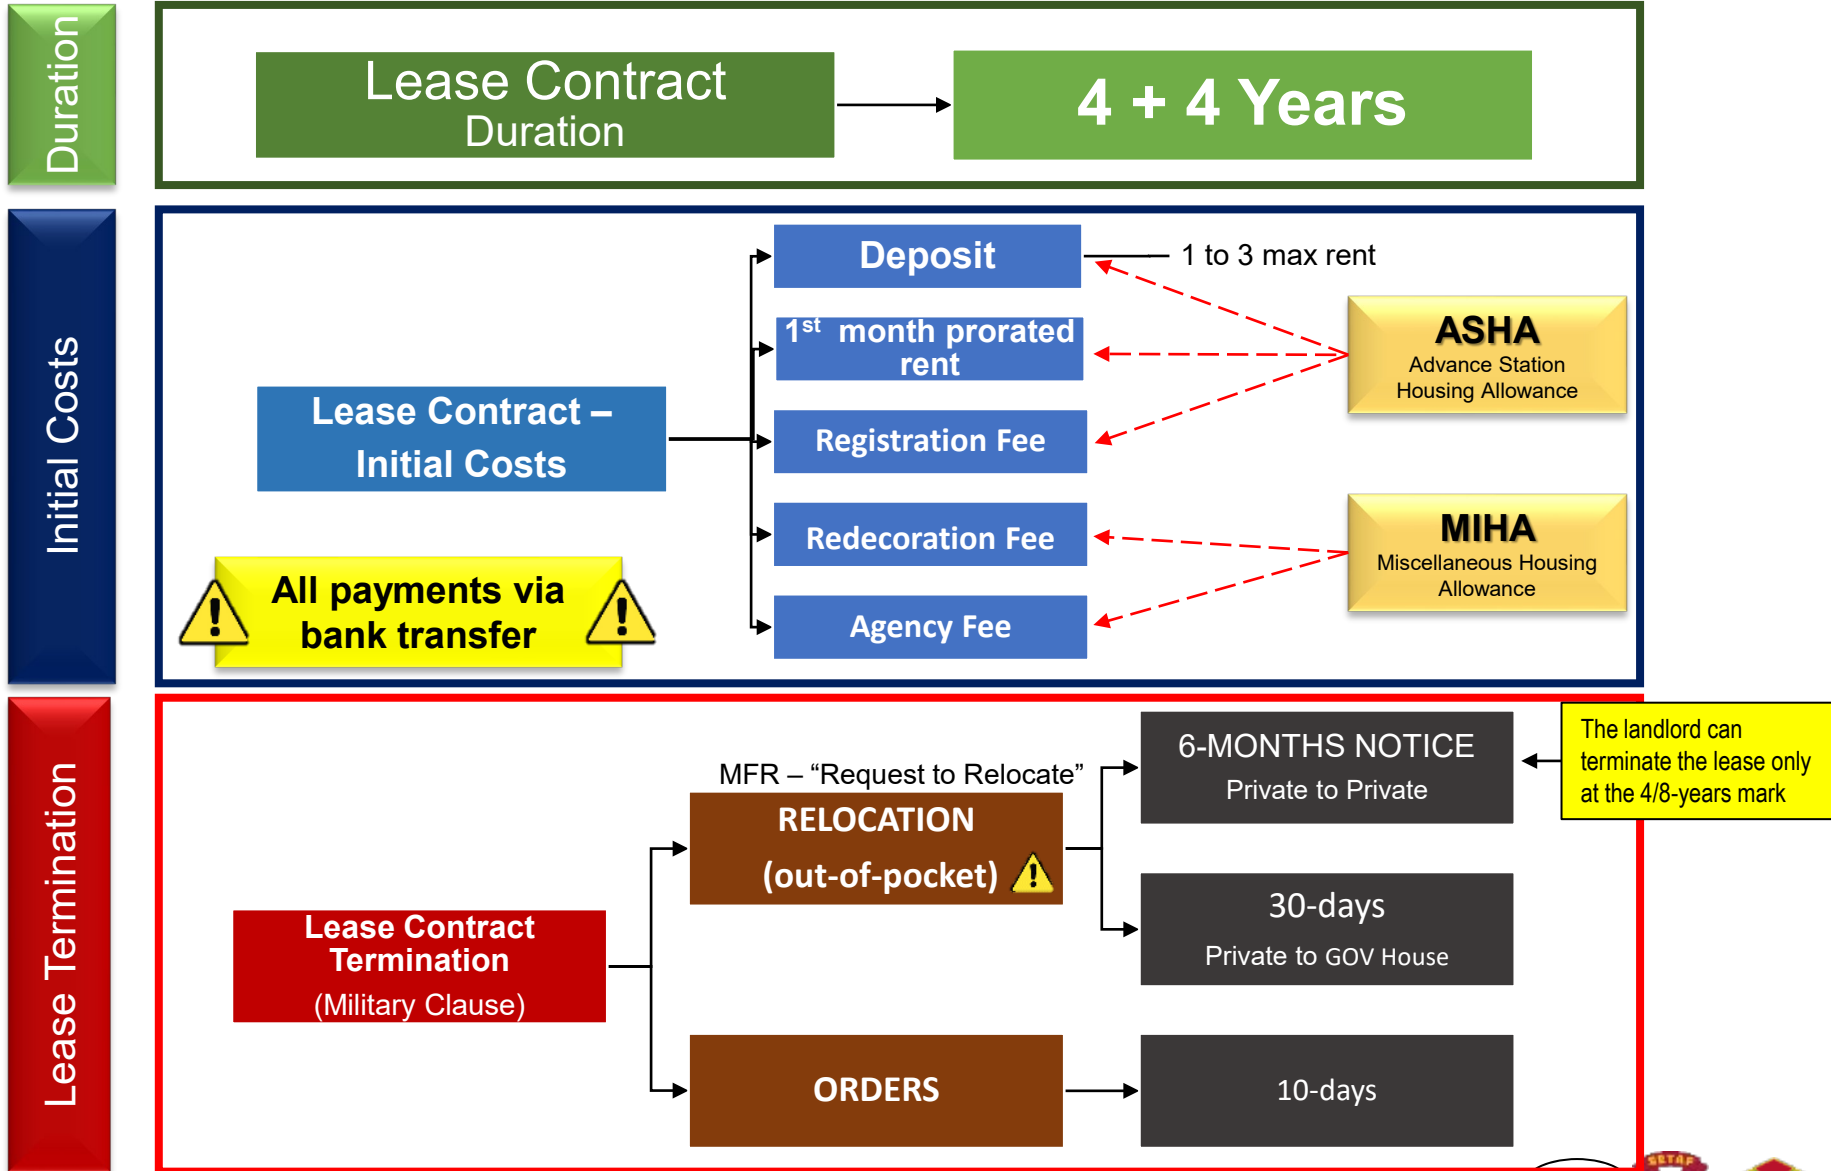 Duration
Lease Contract
Duration
4 + 4 Years
Initial Costs
Lease Contract –
Initial Costs
Deposit
1 to 3 max rent
1st month prorated
rent
Registration Fee
Redecoration Fee
Agency Fee
ASHA
Advance Station
Housing Allowance
MIHA
Miscellaneous Housing
Allowance
All payments via
bank transfer
Lease Termination
Lease Contract
Termination
(Military Clause)
MFR – “Request to Relocate”
RELOCATION
(out-of-pocket)
6-MONTHS NOTICE
Private to Private
The landlord can
terminate the lease only
at the 4/8-years mark
30-days
Private to GOV House
ORDERS
10-days
SETAF